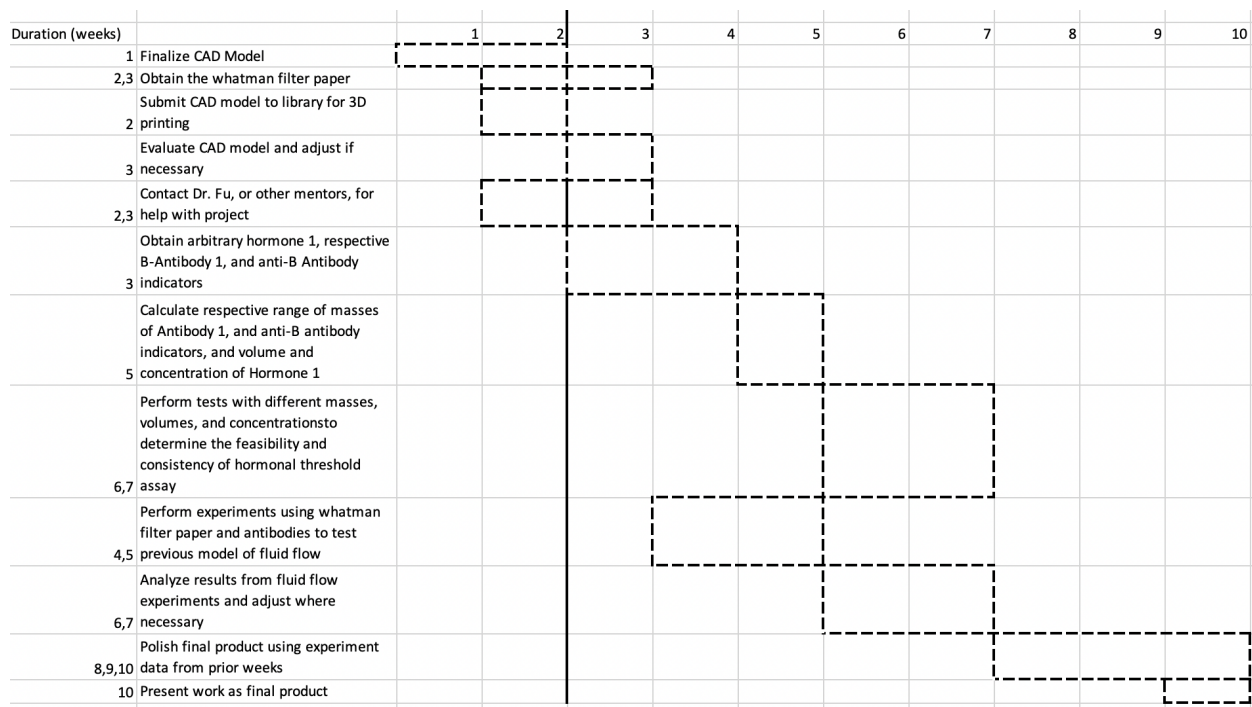 Duration (weeks) 1 2 3 4 5 6 7 8 9 10
1 Finalize CAD Model
2,3 Obtain the whatman filter paper
Submit CAD model to library for 3D
2 printing
Evaluate CAD model and adjust if
3 necessary
Contact Dr. Fu, or other mentors, for
2,3 help with project
Obtain arbitrary hormone 1, respective
B-Antibody 1, and anti-B Antibody
3 indicators
Calculate respective range of masses
of Antibody 1, and anti-B antibody
indicators, and volume and
5 concentration of Hormone 1
Perform tests with different masses,
volumes, and concentrationsto
determine the feasibility and
consistency of hormonal threshold
6,7 assay
Perform experiments using whatman
filter paper and antibodies to test
4,5 previous model of fluid flow
Analyze results from fluid flow
experiments and adjust where
6,7 necessary
Polish final product using experiment
8,9,10 data from prior weeks
10 Present work as final product